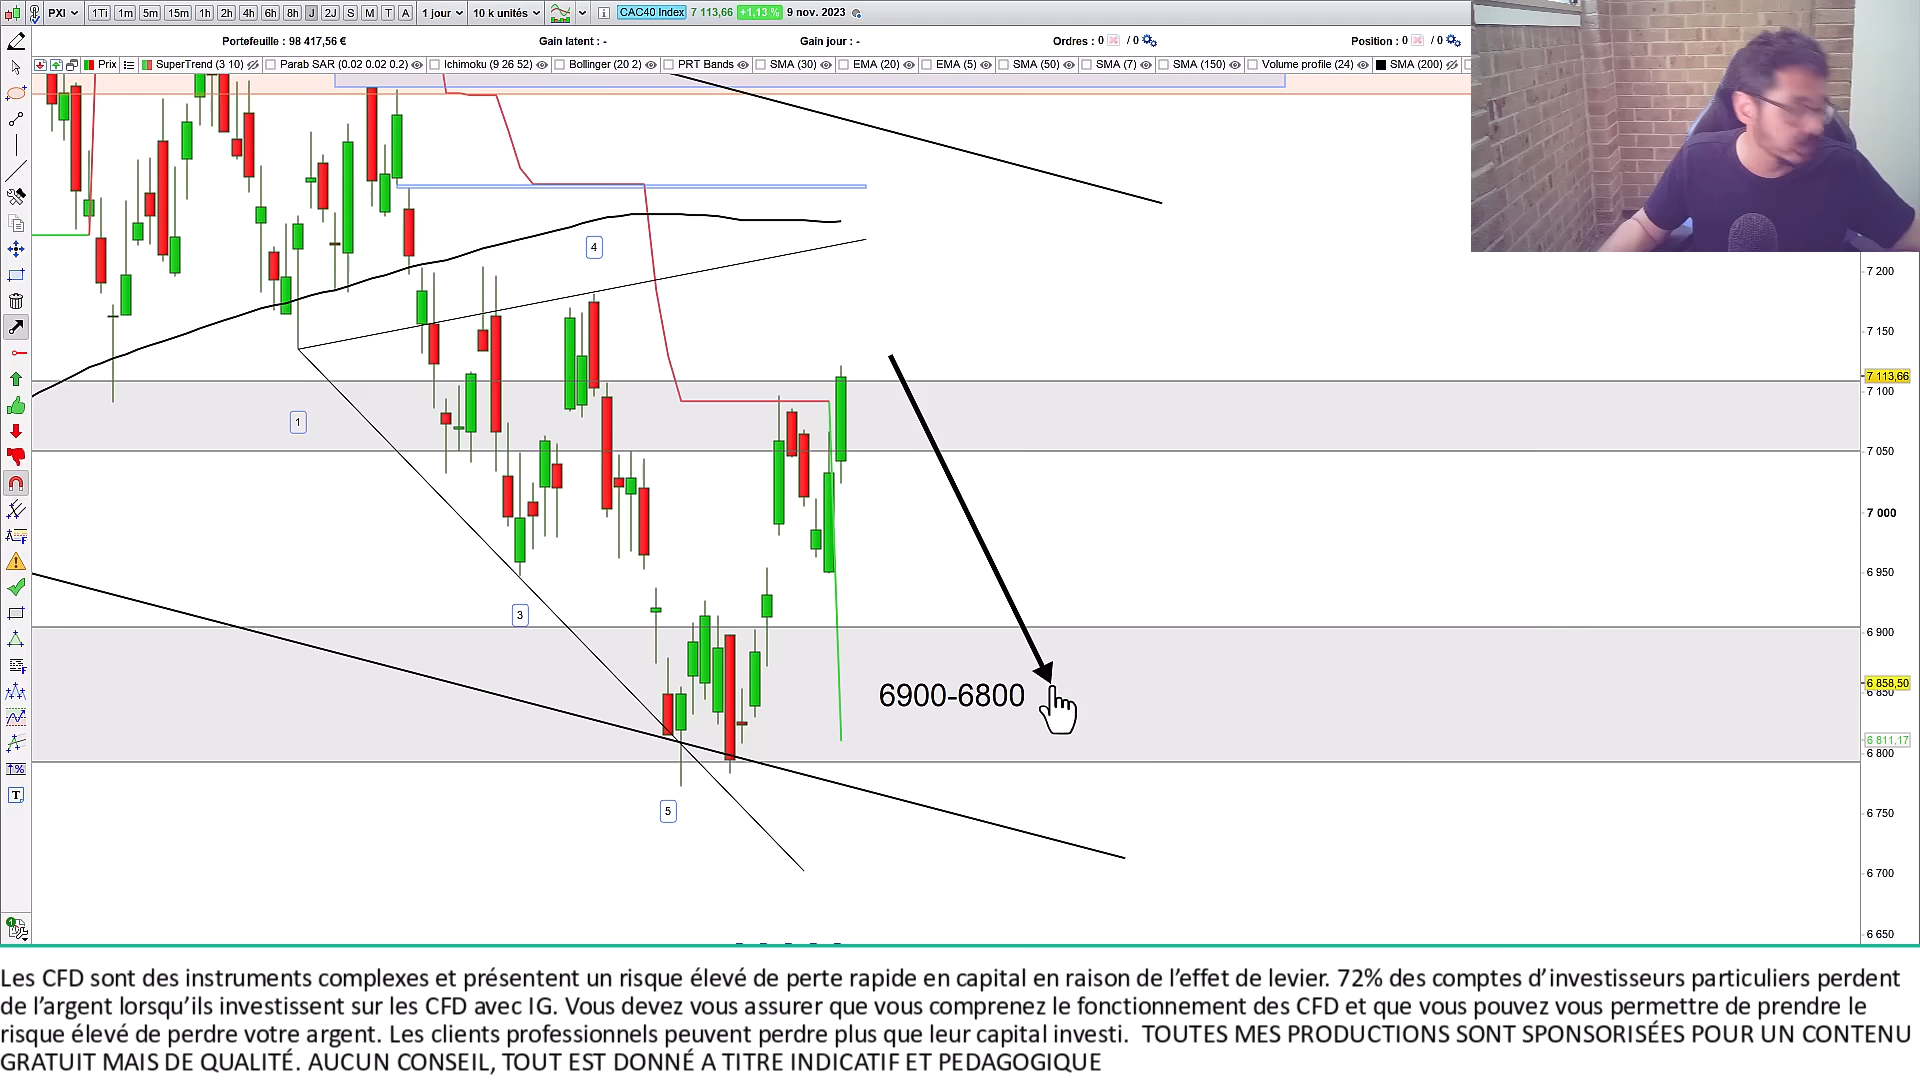 PXI 1Ti 1m 5m 15m 1h 2h 4h 6h 8h J 2J S M T A 1 jour 10 k unités CAC40 Index 7 113,66 +1,13 % 9 nov. 2023
Portefeuille : 98 417,56 € Gain latent : - Gain jour : - Ordres : 0 / 0 Position : 0 / 0
Prix SuperTrend (3 10) Parab SAR (0.02 0.02 0.2) Ichimoku (9 26 52) Bollinger (20 2) PRT Bands SMA (30) EMA (20) EMA (5) SMA (7) SMA (50) SMA (150) Volume profile (24) SMA (200)
4
7 200
7 150
7 113,66
7 100
1
7 050
7 000
6 950
3
6 900
6900-6800
6 858,50
6 850
6 811,17
6 800
5
6 750
6 700
6 650
Les CFD sont des instruments complexes et présentent un risque élevé de perte rapide en capital en raison de l’effet de levier. 72% des comptes d’investisseurs particuliers perdent
de l’argent lorsqu’ils investissent sur les CFD avec IG. Vous devez vous assurer que vous comprenez le fonctionnement des CFD et que vous pouvez vous permettre de prendre le
risque élevé de perdre votre argent. Les clients professionnels peuvent perdre plus que leur capital investi. TOUTES MES PRODUCTIONS SONT SPONSORISÉES POUR UN CONTENU
GRATUIT MAIS DE QUALITÉ. AUCUN CONSEIL, TOUT EST DONNÉ A TITRE INDICATIF ET PEDAGOGIQUE